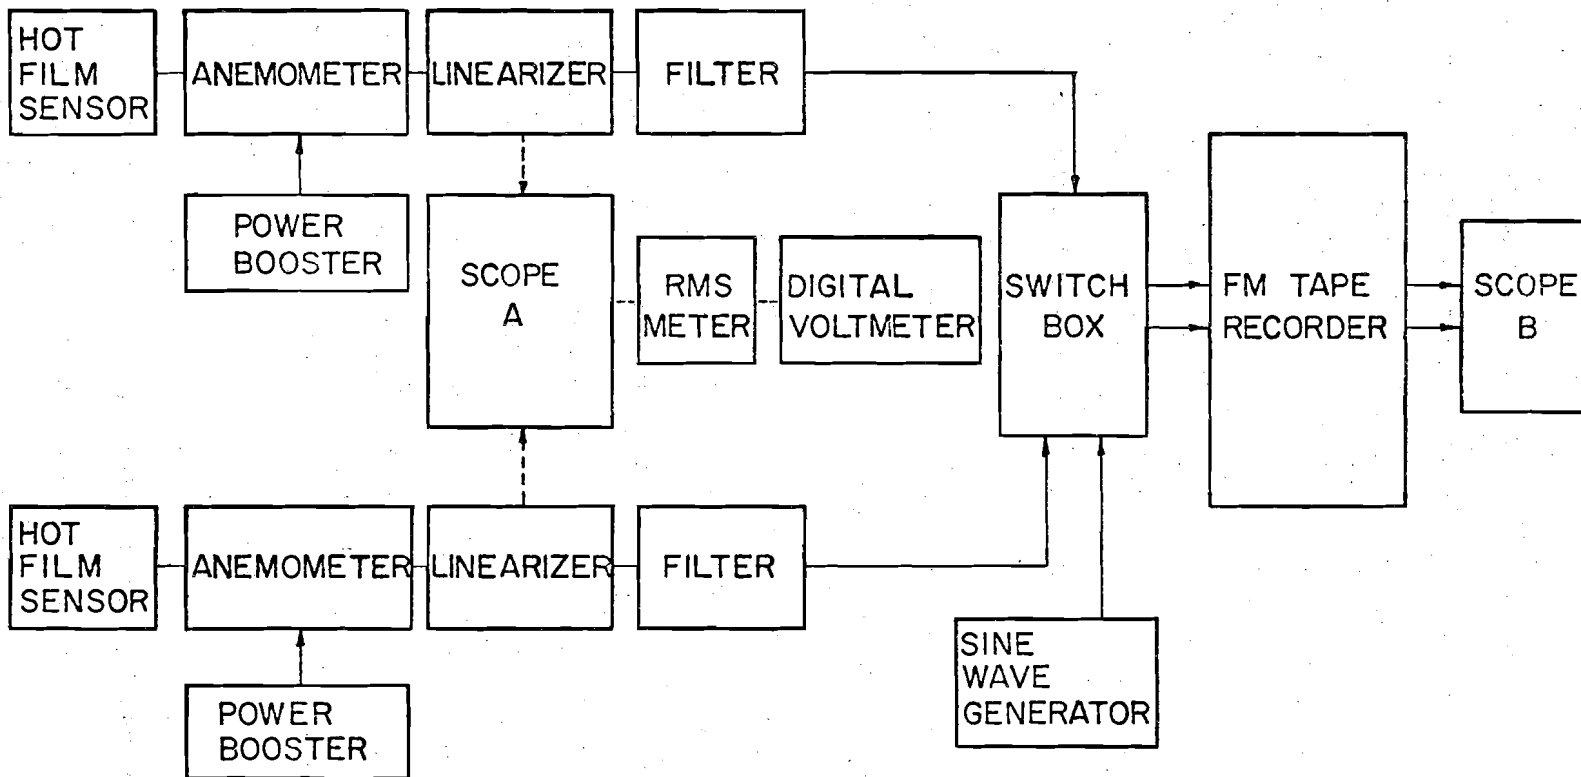 HOT
FILM
SENSOR
ANEMOMETER
LINEARIZER
FILTER
POWER
BOOSTER
SCOPE
A
RMS
METER
DIGITAL
VOLTMETER
SWITCH
BOX
FM TAPE
RECORDER
SCOPE
B
HOT
FILM
SENSOR
ANEMOMETER
LINEARIZER
FILTER
POWER
BOOSTER
SINE
WAVE
GENERATOR